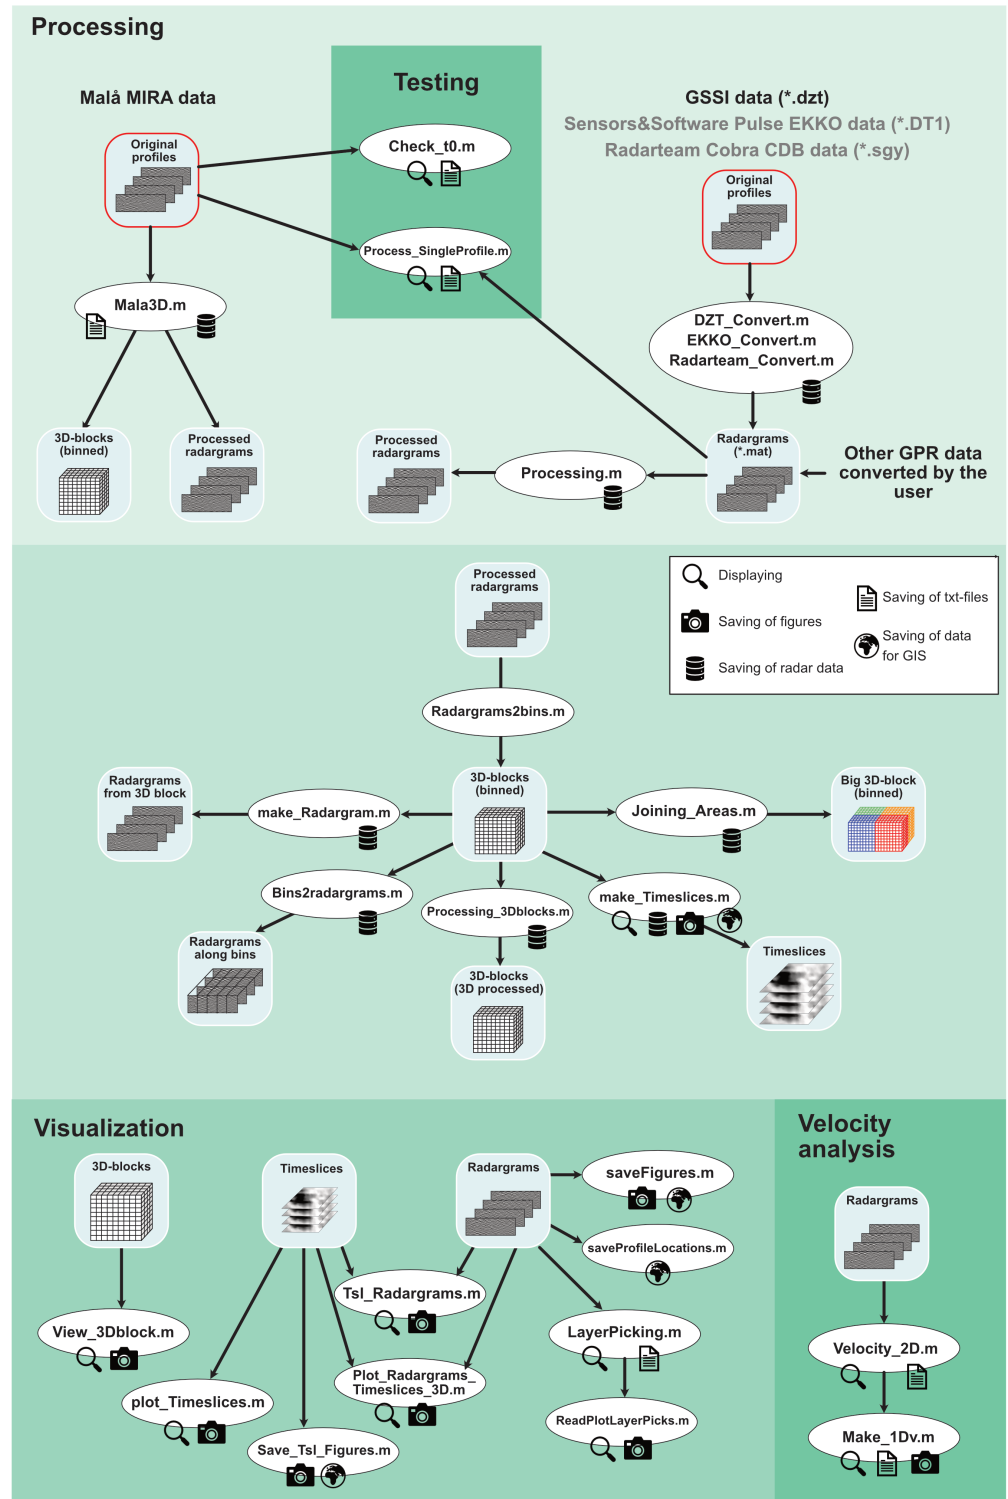 Processing
Testing
Malå MIRA data
GSSI data (*.dzt)
Sensors&Software Pulse EKKO data (*.DT1)
Radarteam Cobra CDB data (*.sgy)
Original
profiles
Check_t0.m
Original
profiles
Process_SingleProfile.m
Mala3D.m
DZT_Convert.m
EKKO_Convert.m
Radarteam_Convert.m
3D-blocks
(binned)
Processed
radargrams
Processed
radargrams
Processing.m
Radargrams
(*.mat)
Other GPR data
converted by the
user
Processed
radargrams
Displaying
Saving of figures
Saving of radar data
Saving of txt-files
Saving of data
for GIS
Radargrams2bins.m
Radargrams
from 3D block
make_Radargram.m
3D-blocks
(binned)
Joining_Areas.m
Big 3D-block
(binned)
Bins2radargrams.m
Processing_3Dblocks.m
make_Timeslices.m
Radargrams
along bins
3D-blocks
(3D processed)
Timeslices
Visualization
3D-blocks
Timeslices
Radargrams
saveFigures.m
saveProfileLocations.m
Tsl_Radargrams.m
View_3Dblock.m
LayerPicking.m
plot_Timeslices.m
Plot_Radargrams_
Timeslices_3D.m
Save_Tsl_Figures.m
ReadPlotLayerPicks.m
Velocity
analysis
Radargrams
Velocity_2D.m
Make_1Dv.m